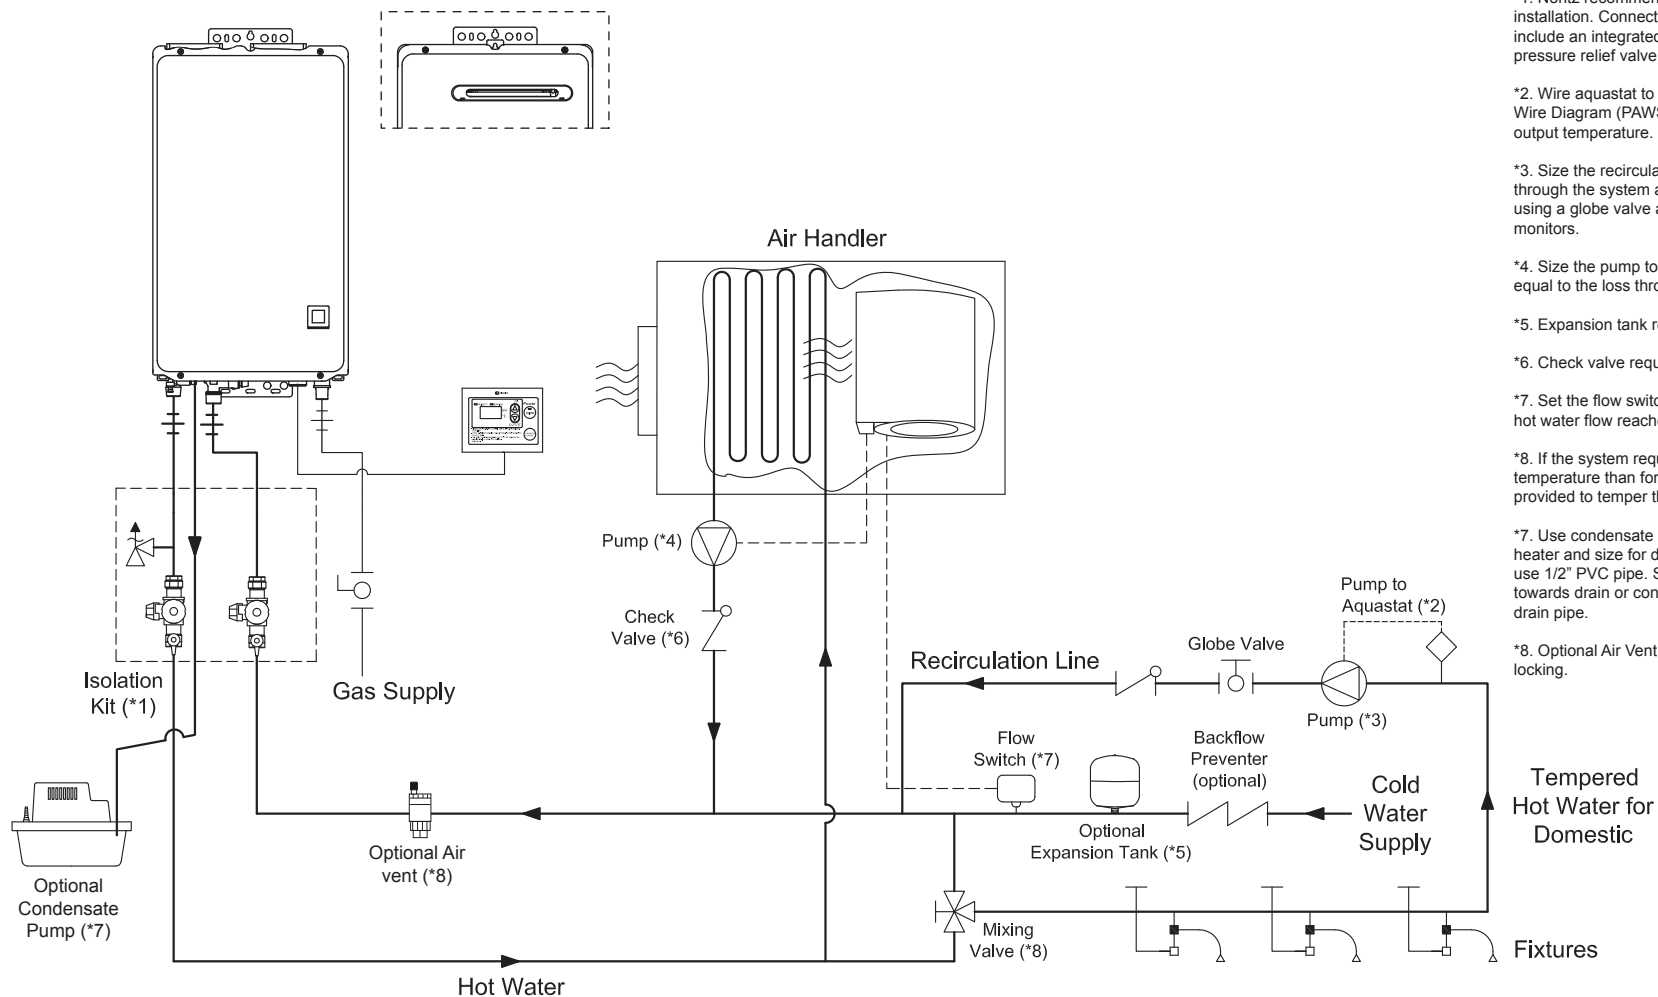 Air Handler
Pump (*4)
Check
Valve (*6)
Isolation
Kit (*1)
Gas Supply
Recirculation Line
Globe Valve
Pump to
Aquastat (*2)
Pump (*3)
Flow
Switch (*7)
Backflow
Preventer
(optional)
Cold
Water
Supply
Tempered
Hot Water for
Domestic
Optional
Expansion Tank (*5)
Optional Air
vent (*8)
Optional
Condensate
Pump (*7)
Mixing
Valve (*8)
Fixtures
Hot Water
installation. Connect
include an integrated
pressure relief valve
*2. Wire aquastat to
Wire Diagram (PAWS
output temperature.
*3. Size the recircula
through the system a
using a globe valve a
monitors.
*4. Size the pump to
equal to the loss thro
*5. Expansion tank re
*6. Check valve requ
*7. Set the flow switc
hot water flow reache
*8. If the system requ
temperature than for
provided to temper th
*7. Use condensate
heater and size for d
use 1/2" PVC pipe. S
towards drain or con
drain pipe.
*8. Optional Air Vent
locking.